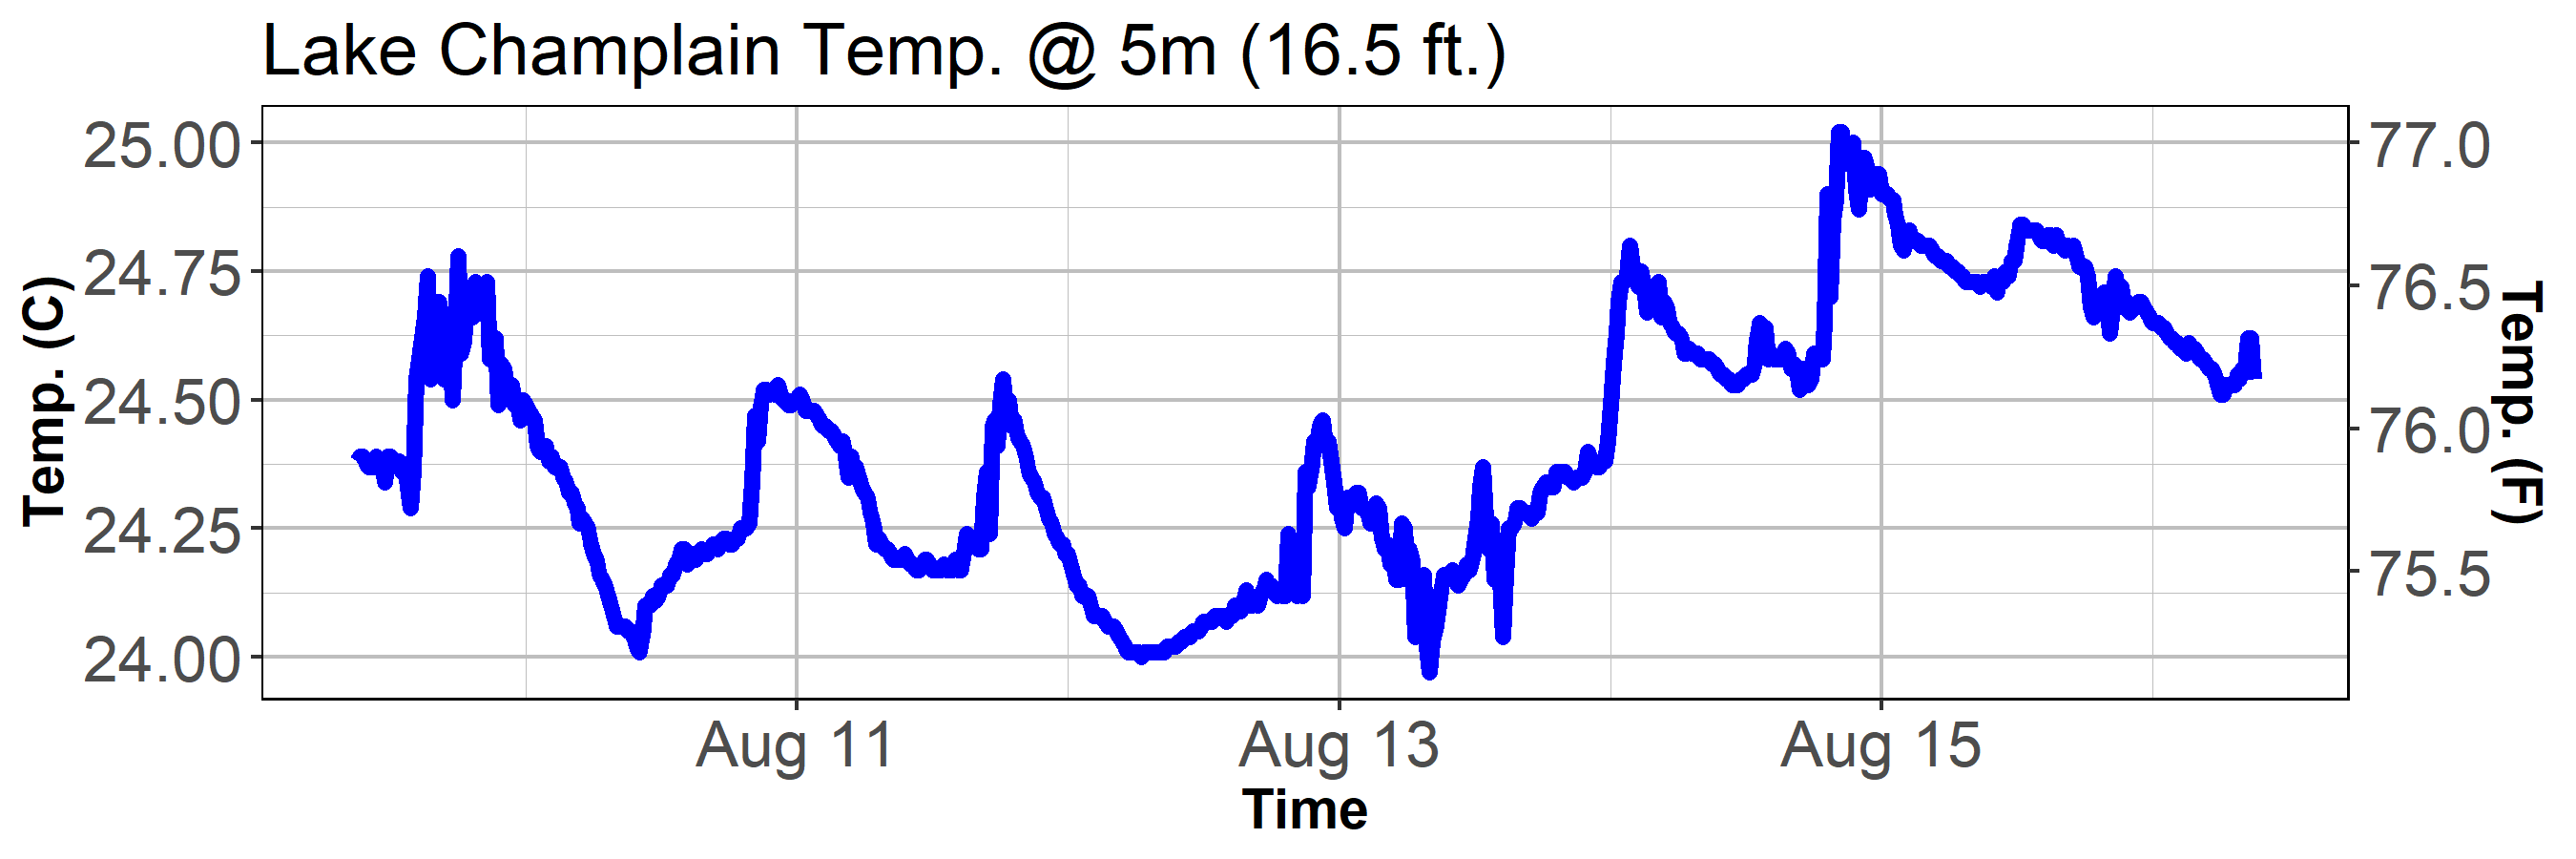 Lake Champlain Temp. @ 5m (16.5 ft.)
Temp. (C)
25.00
24.75
24.50
24.25
24.00
77.0
76.5
76.0
75.5
Temp. (F)
Aug 11 Aug 13 Aug 15
Time